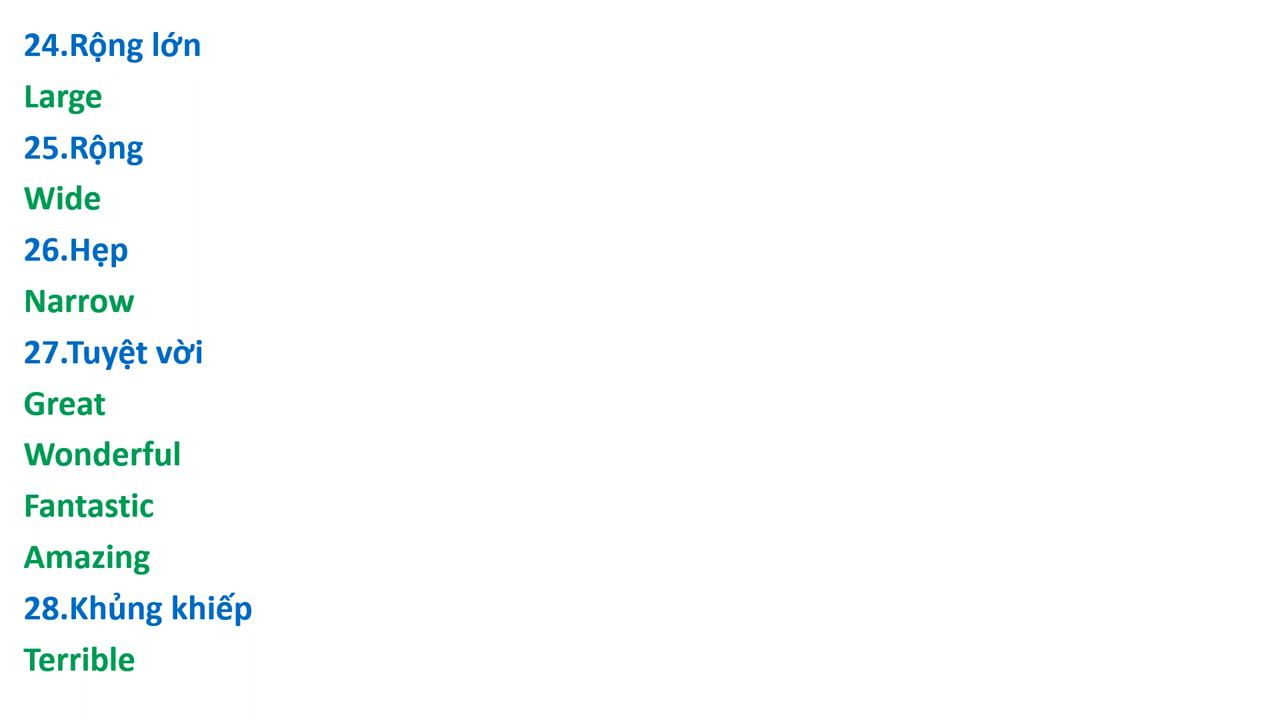 24.Rộng lớn
Large
25.Rộng
Wide
26.Hẹp
Narrow
27.Tuyệt vời
Great
Wonderful
Fantastic
Amazing
28.Khủng khiếp
Terrible